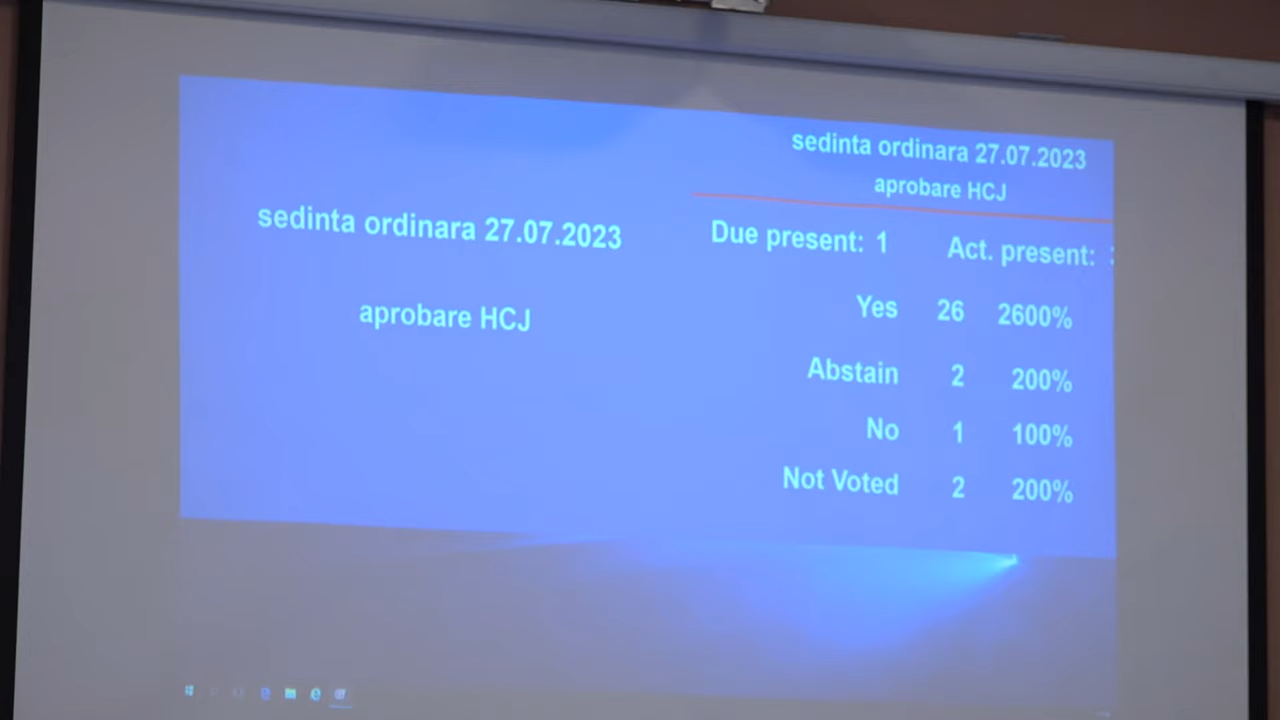 sedinta ordinara 27.07.2023
aprobare HCJ
sedinta ordinara 27.07.2023
aprobare HCJ
Due present: 1 Act. present:
Yes 26 2600%
Abstain 2 200%
No 1 100%
Not Voted 2 200%